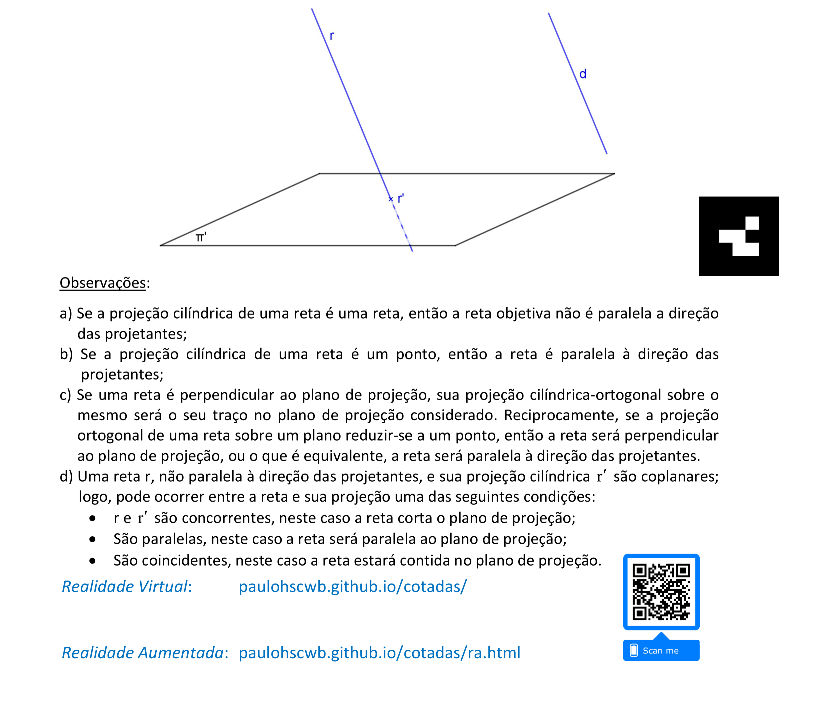 r
d
r'
π'
Observações:
a) Se a projeção cilíndrica de uma reta é uma reta, então a reta objetiva não é paralela a direção
das projetantes;
b) Se a projeção cilíndrica de uma reta é um ponto, então a reta é paralela à direção das
projetantes;
c) Se uma reta é perpendicular ao plano de projeção, sua projeção cilíndrica-ortogonal sobre o
mesmo será o seu traço no plano de projeção considerado. Reciprocamente, se a projeção
ortogonal de uma reta sobre um plano reduzir-se a um ponto, então a reta será perpendicular
ao plano de projeção, ou o que é equivalente, a reta será paralela à direção das projetantes.
d) Uma reta r, não paralela à direção das projetantes, e sua projeção cilíndrica r′ são coplanares;
logo, pode ocorrer entre a reta e sua projeção uma das seguintes condições:
• r e r′ são concorrentes, neste caso a reta corta o plano de projeção;
• São paralelas, neste caso a reta será paralela ao plano de projeção;
• São coincidentes, neste caso a reta estará contida no plano de projeção.
Realidade Virtual: paulohscwb.github.io/cotadas/
Scan me
Realidade Aumentada: paulohscwb.github.io/cotadas/ra.html